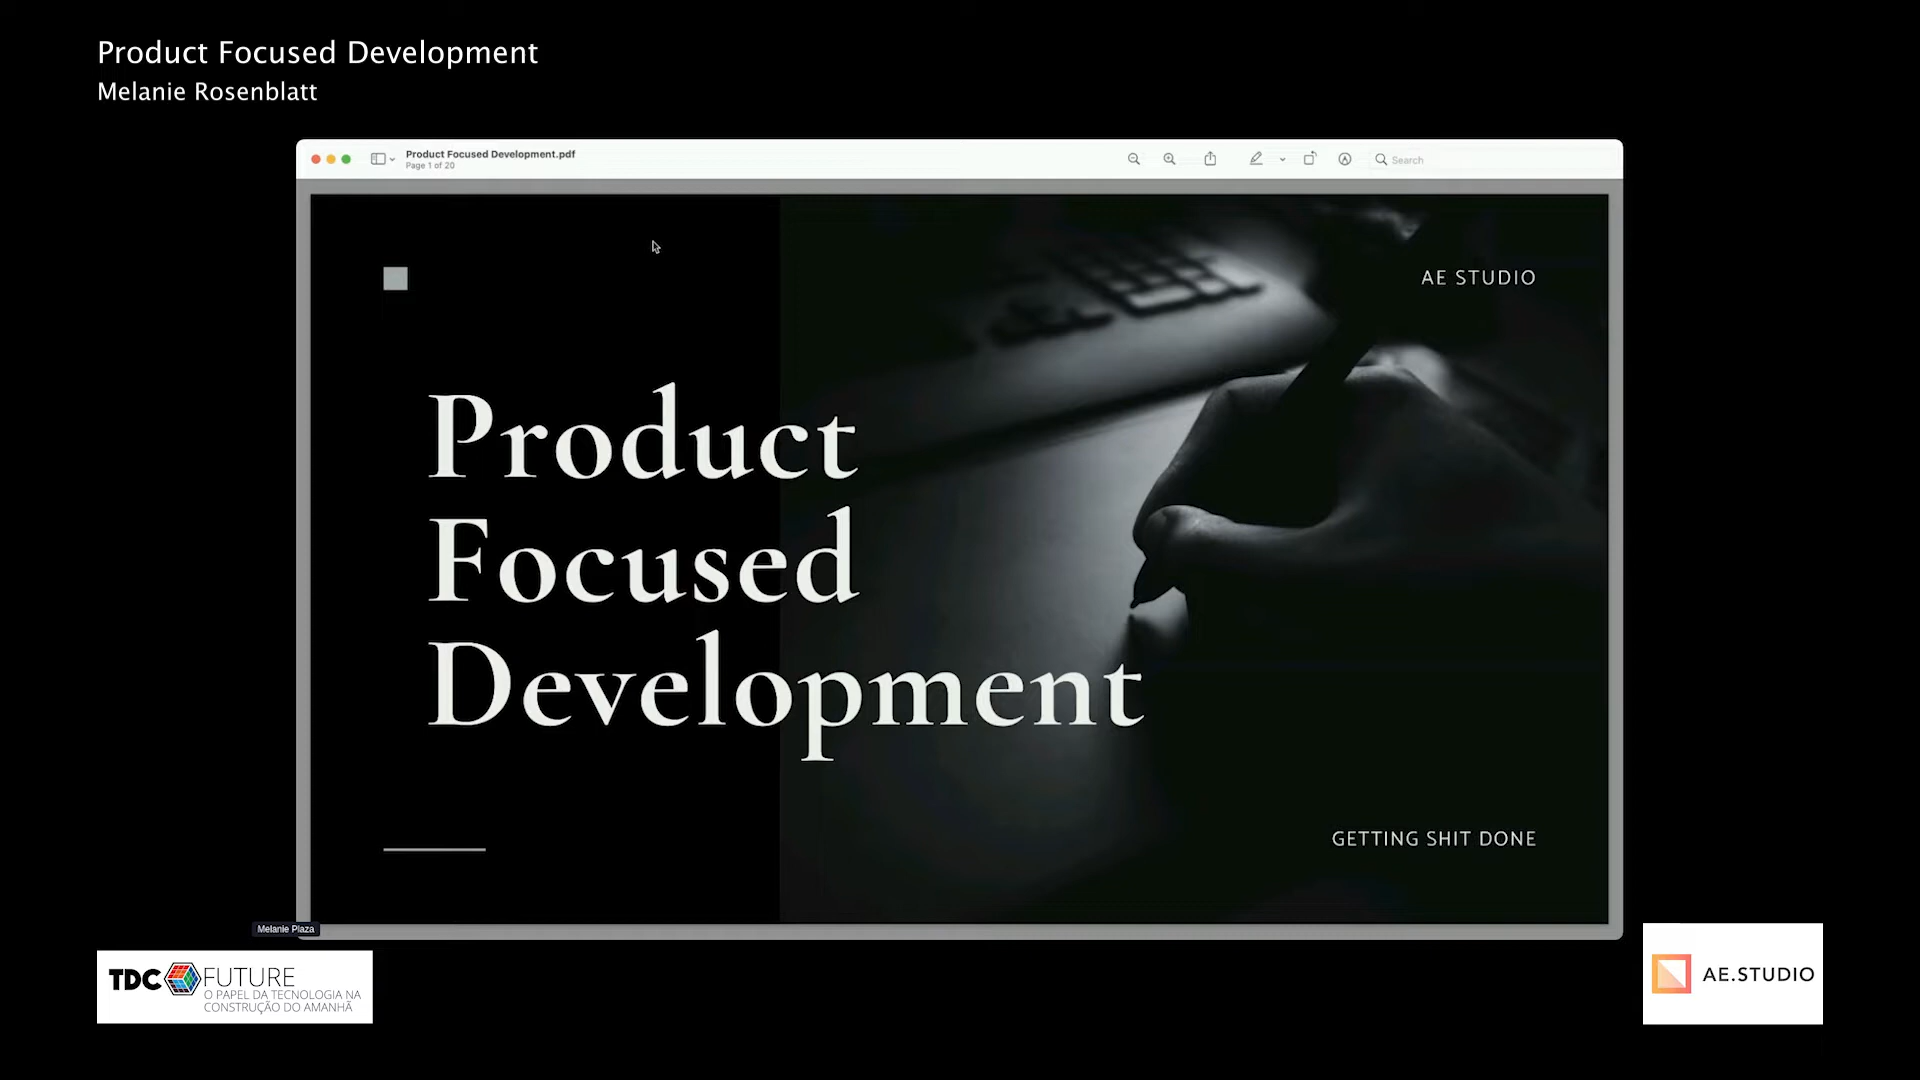 Product Focused Development
Melanie Rosenblatt
Product Focused Development.pdf
Page 1 of 20
Search
AE STUDIO
Product
Focused
Development
GETTING SHIT DONE
Melanie Plaza
TDC FUTURE
O PAPEL DA TECNOLOGIA NA
CONSTRUÇÃO DO AMANHÃ
AE.STUDIO